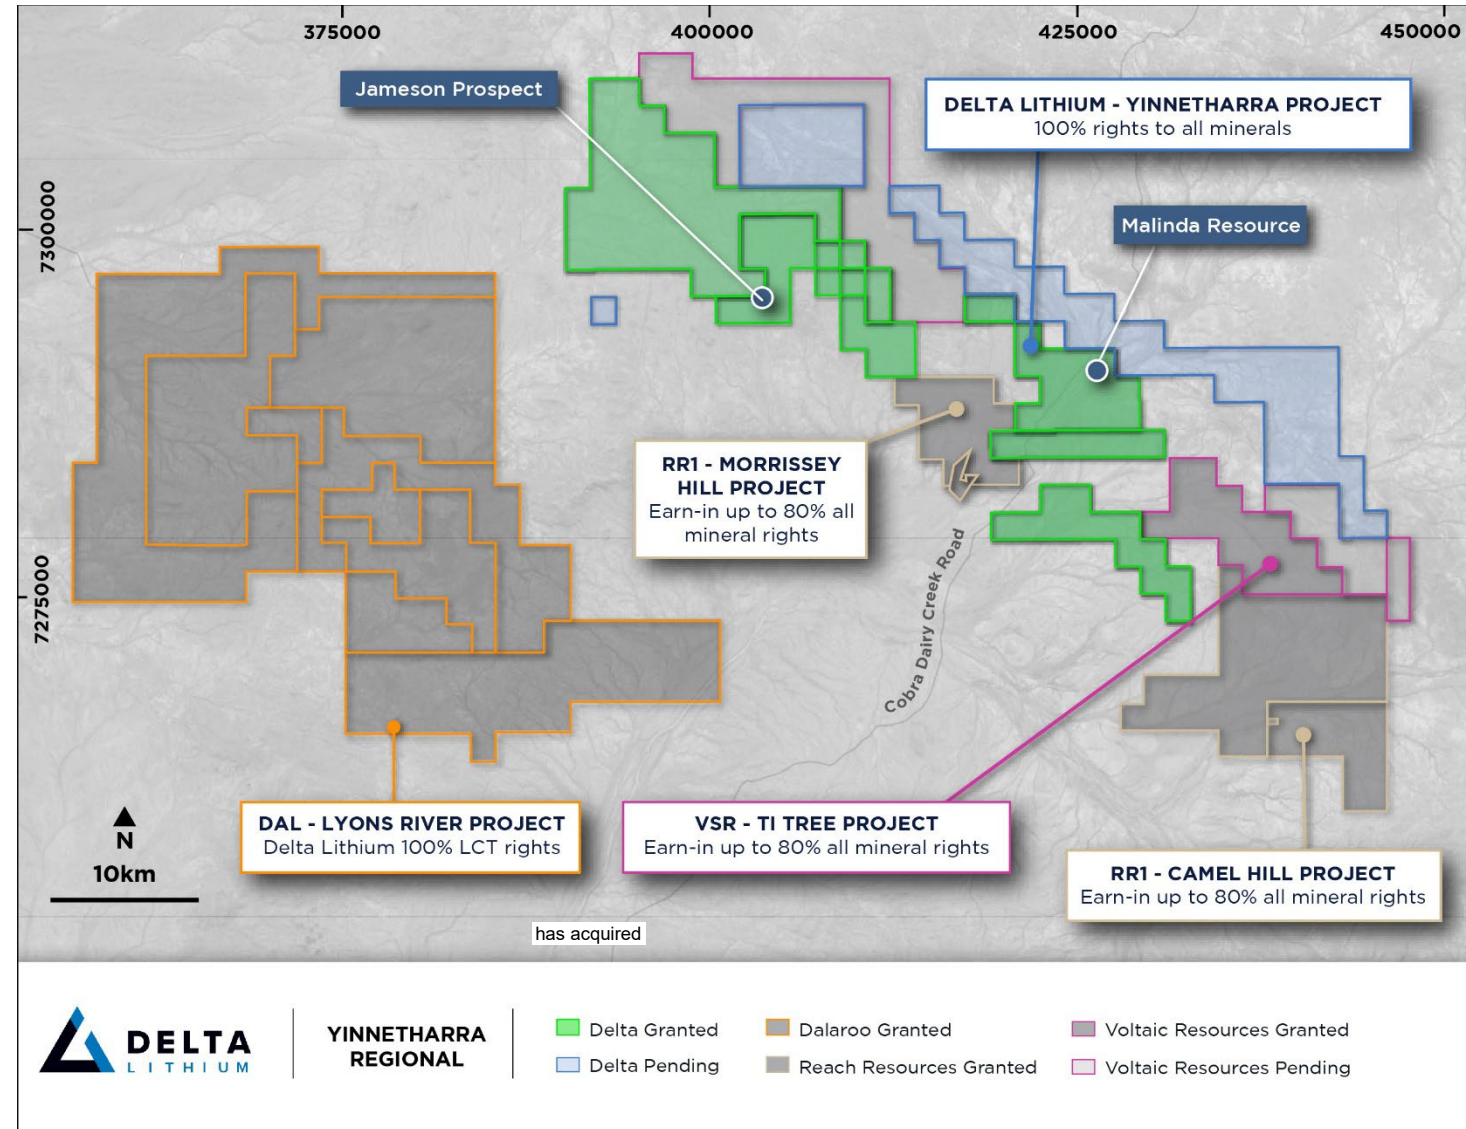 375000
400000
425000
450000
Jameson Prospect
DELTA LITHIUM - YINNETHARRA PROJECT
100% rights to all minerals
7300000
Malinda Resource
RR1 - MORRISSEY
HILL PROJECT
Earn-in up to 80% all
mineral rights
Cobra Dairy Creek Road
7275000
DAL - LYONS RIVER PROJECT
Delta Lithium 100% LCT rights
VSR - TI TREE PROJECT
Earn-in up to 80% all mineral rights
RR1 - CAMEL HILL PROJECT
Earn-in up to 80% all mineral rights
N
10km
has acquired
DELTA
LITHIUM
YINNETHARRA
REGIONAL
Delta Granted
Delta Pending
Dalaroo Granted
Reach Resources Granted
Voltaic Resources Granted
Voltaic Resources Pending